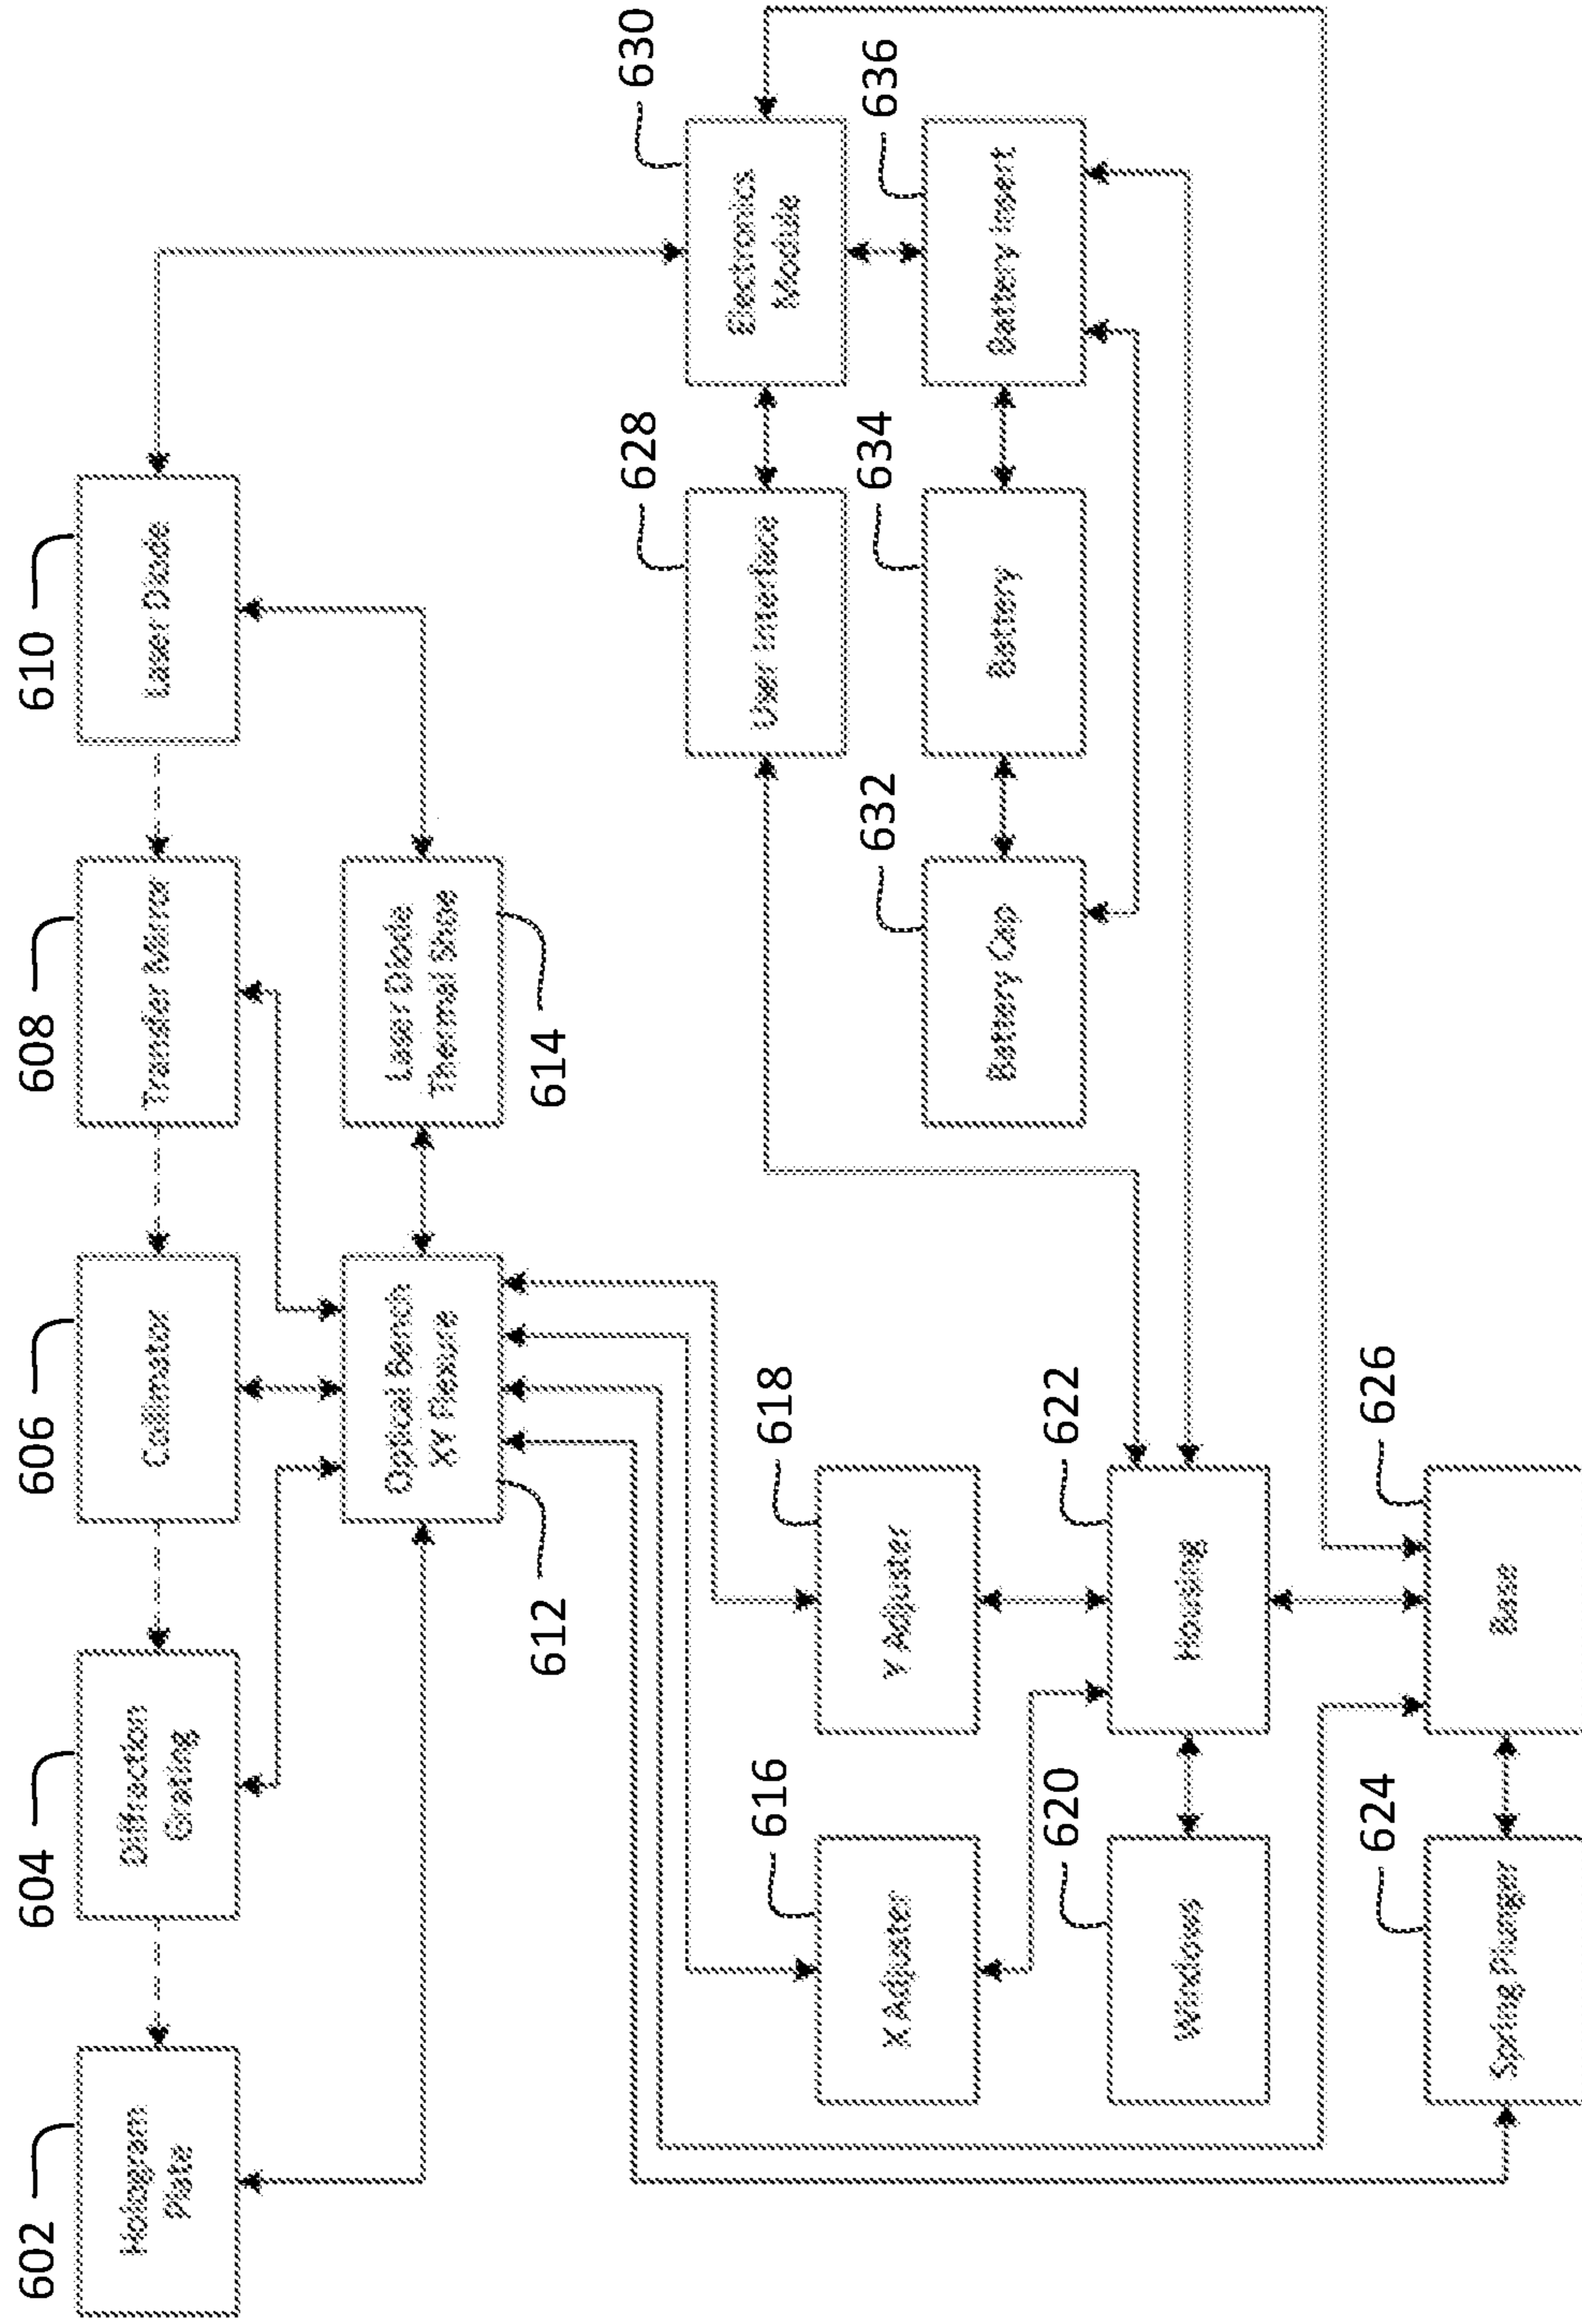 602
Hologram
Plate
604
Diffraction
Grating
606
Collimator
608
Transfer Mirror
610
Laser Diode
612
Optical Bench
XY Flexure
614
Laser Diode
Thermal Shoe
616
X Adjuster
618
Y Adjuster
628
User Interface
630
Electronics
Module
620
Windows
622
Housing
632
Battery Cap
634
Battery
636
Battery Insert
624
Spring Plunger
626
Base